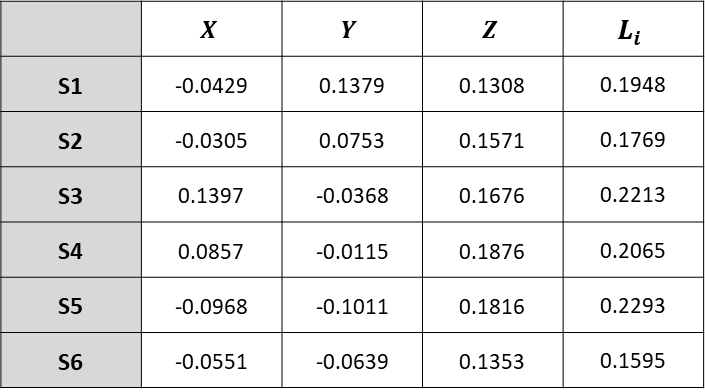 X Y Z Li
S1 -0.0429 0.1379 0.1308 0.1948
S2 -0.0305 0.0753 0.1571 0.1769
S3 0.1397 -0.0368 0.1676 0.2213
S4 0.0857 -0.0115 0.1876 0.2065
S5 -0.0968 -0.1011 0.1816 0.2293
S6 -0.0551 -0.0639 0.1353 0.1595